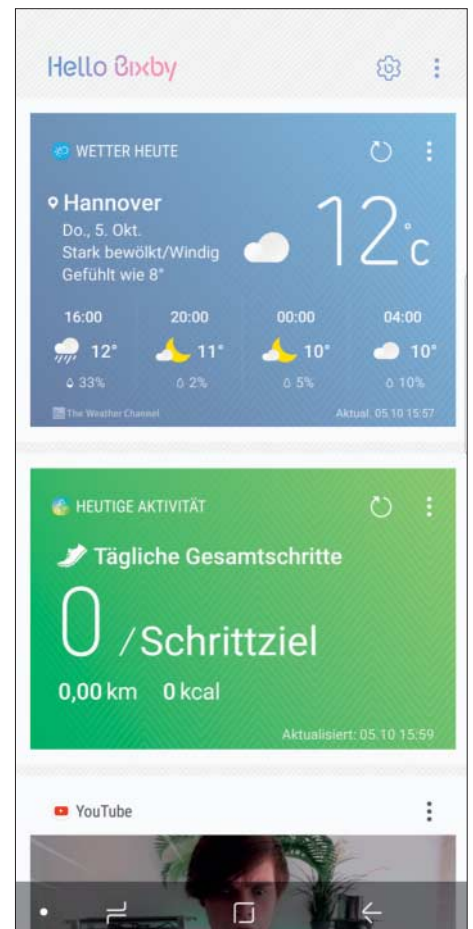 Hello Bixby
WETTER HEUTE
Hannover
Do., 5. Okt.
Stark bewölkt/Windig
Gefühlt wie 8°
12°c
16:00 20:00 00:00 04:00
12° 11° 10° 10°
33% 2% 5% 10%
The Weather Channel Aktual. 05.10 15:57
HEUTIGE AKTIVITÄT
Tägliche Gesamtschritte
0 /Schrittziel
0,00 km 0 kcal
Aktualisiert: 05.10 15:59
YouTube